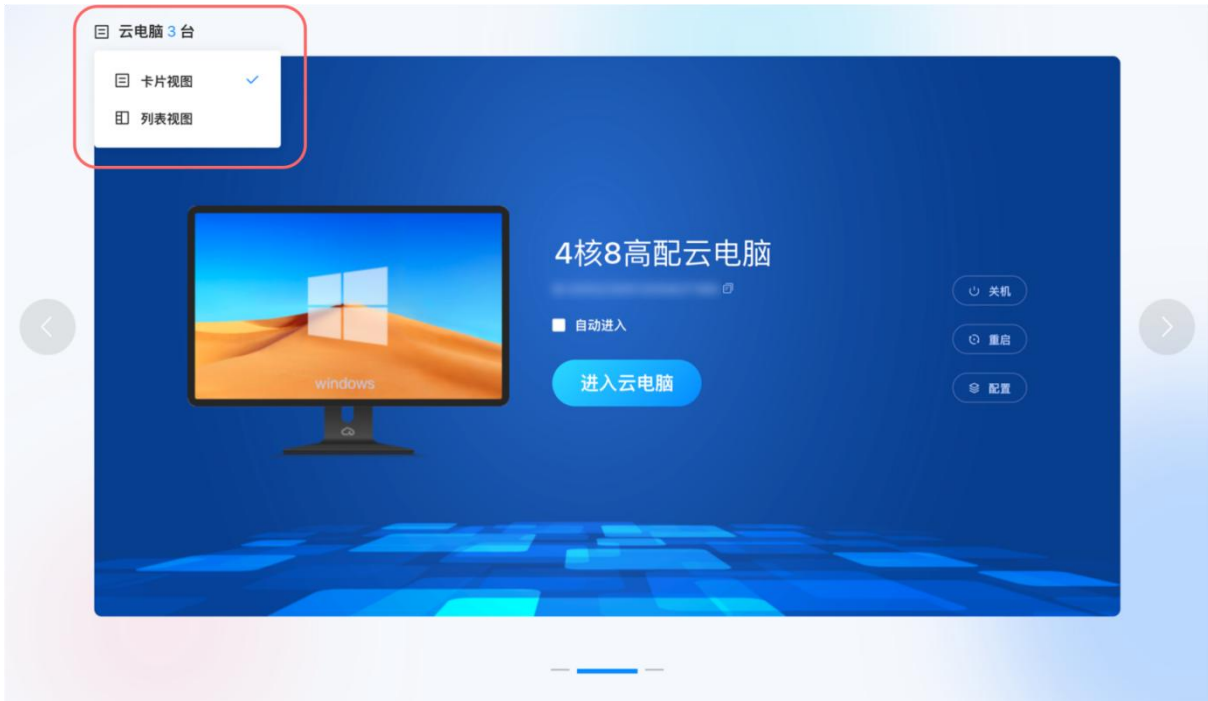 云电脑 3 台
卡片视图
列表视图
windows
4核8高配云电脑
自动进入
进入云电脑
关机
重启
配置